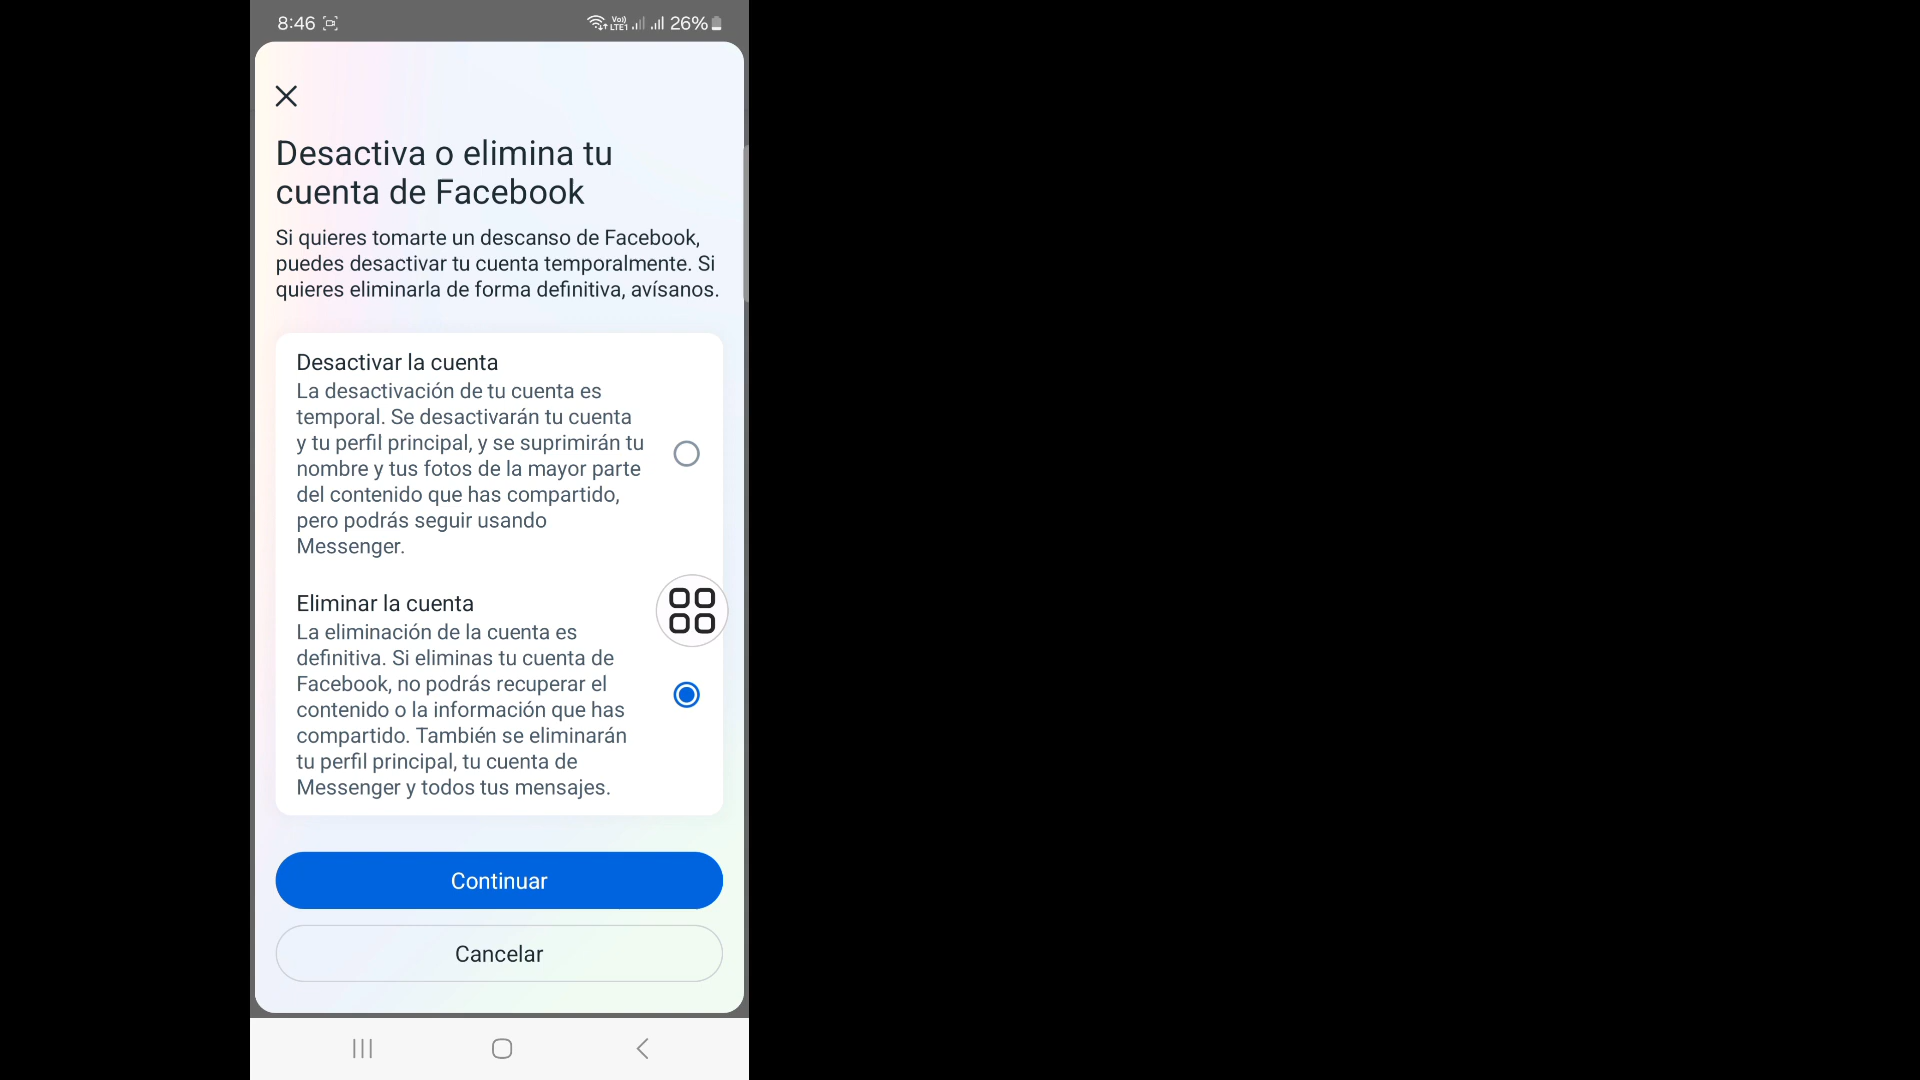 8:46
Vo)) LTE1 26%
Desactiva o elimina tu
cuenta de Facebook
Si quieres tomarte un descanso de Facebook,
puedes desactivar tu cuenta temporalmente. Si
quieres eliminarla de forma definitiva, avísanos.
Desactivar la cuenta
La desactivación de tu cuenta es
temporal. Se desactivarán tu cuenta
y tu perfil principal, y se suprimirán tu
nombre y tus fotos de la mayor parte
del contenido que has compartido,
pero podrás seguir usando
Messenger.
Eliminar la cuenta
La eliminación de la cuenta es
definitiva. Si eliminas tu cuenta de
Facebook, no podrás recuperar el
contenido o la información que has
compartido. También se eliminarán
tu perfil principal, tu cuenta de
Messenger y todos tus mensajes.
Continuar
Cancelar